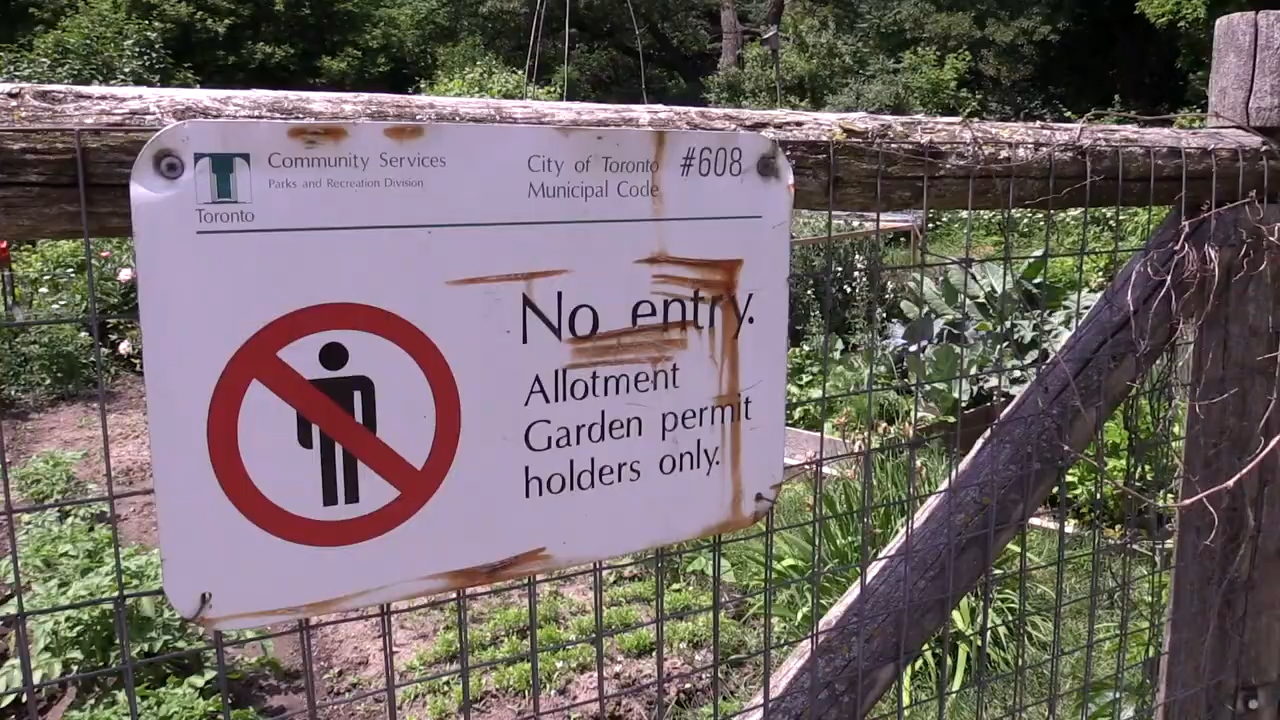 Community Services
Parks and Recreation Division
Toronto
City of Toronto
Municipal Code
#608
No entry.
Allotment
Garden permit
holders only.